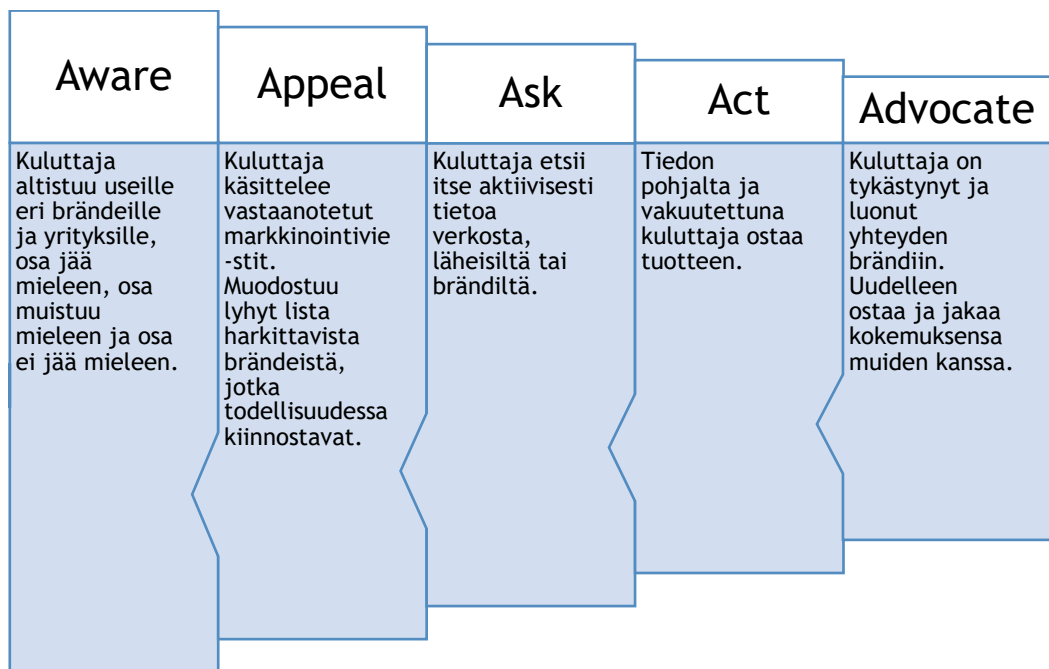 Aware
Kuluttaja
altistuu useille
eri brändeille
ja yrityksille,
osa jää
mieleen, osa
muistuu
mieleen ja osa
ei jää mieleen.
Appeal
Kuluttaja
käsittelee
vastaanotetut
markkinointivie
-stit.
Muodostuu
lyhyt lista
harkittavista
brändeistä,
jotka
todellisuudessa
kiinnostavat.
Ask
Kuluttaja etsii
itse aktiivisesti
tietoa
verkosta,
läheisiltä tai
brändiltä.
Act
Tiedon
pohjalta ja
vakuutettuna
kuluttaja ostaa
tuotteen.
Advocate
Kuluttaja on
tykästynyt ja
luonut
yhteyden
brändiin.
Uudelleen
ostaa ja jakaa
kokemuksensa
muiden kanssa.